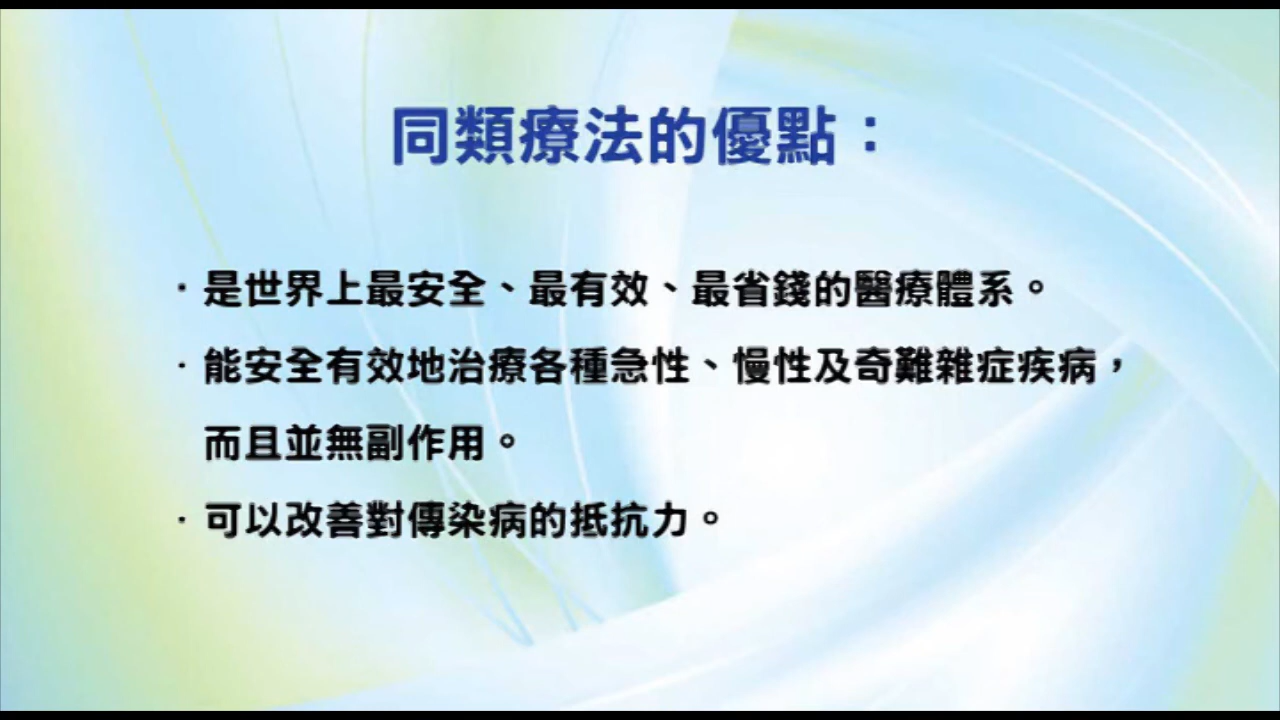 同類療法的優點：
· 是世界上最安全、最有效、最省錢的醫療體系。
· 能安全有效地治療各種急性、慢性及奇難雜症疾病，
而且並無副作用。
· 可以改善對傳染病的抵抗力。